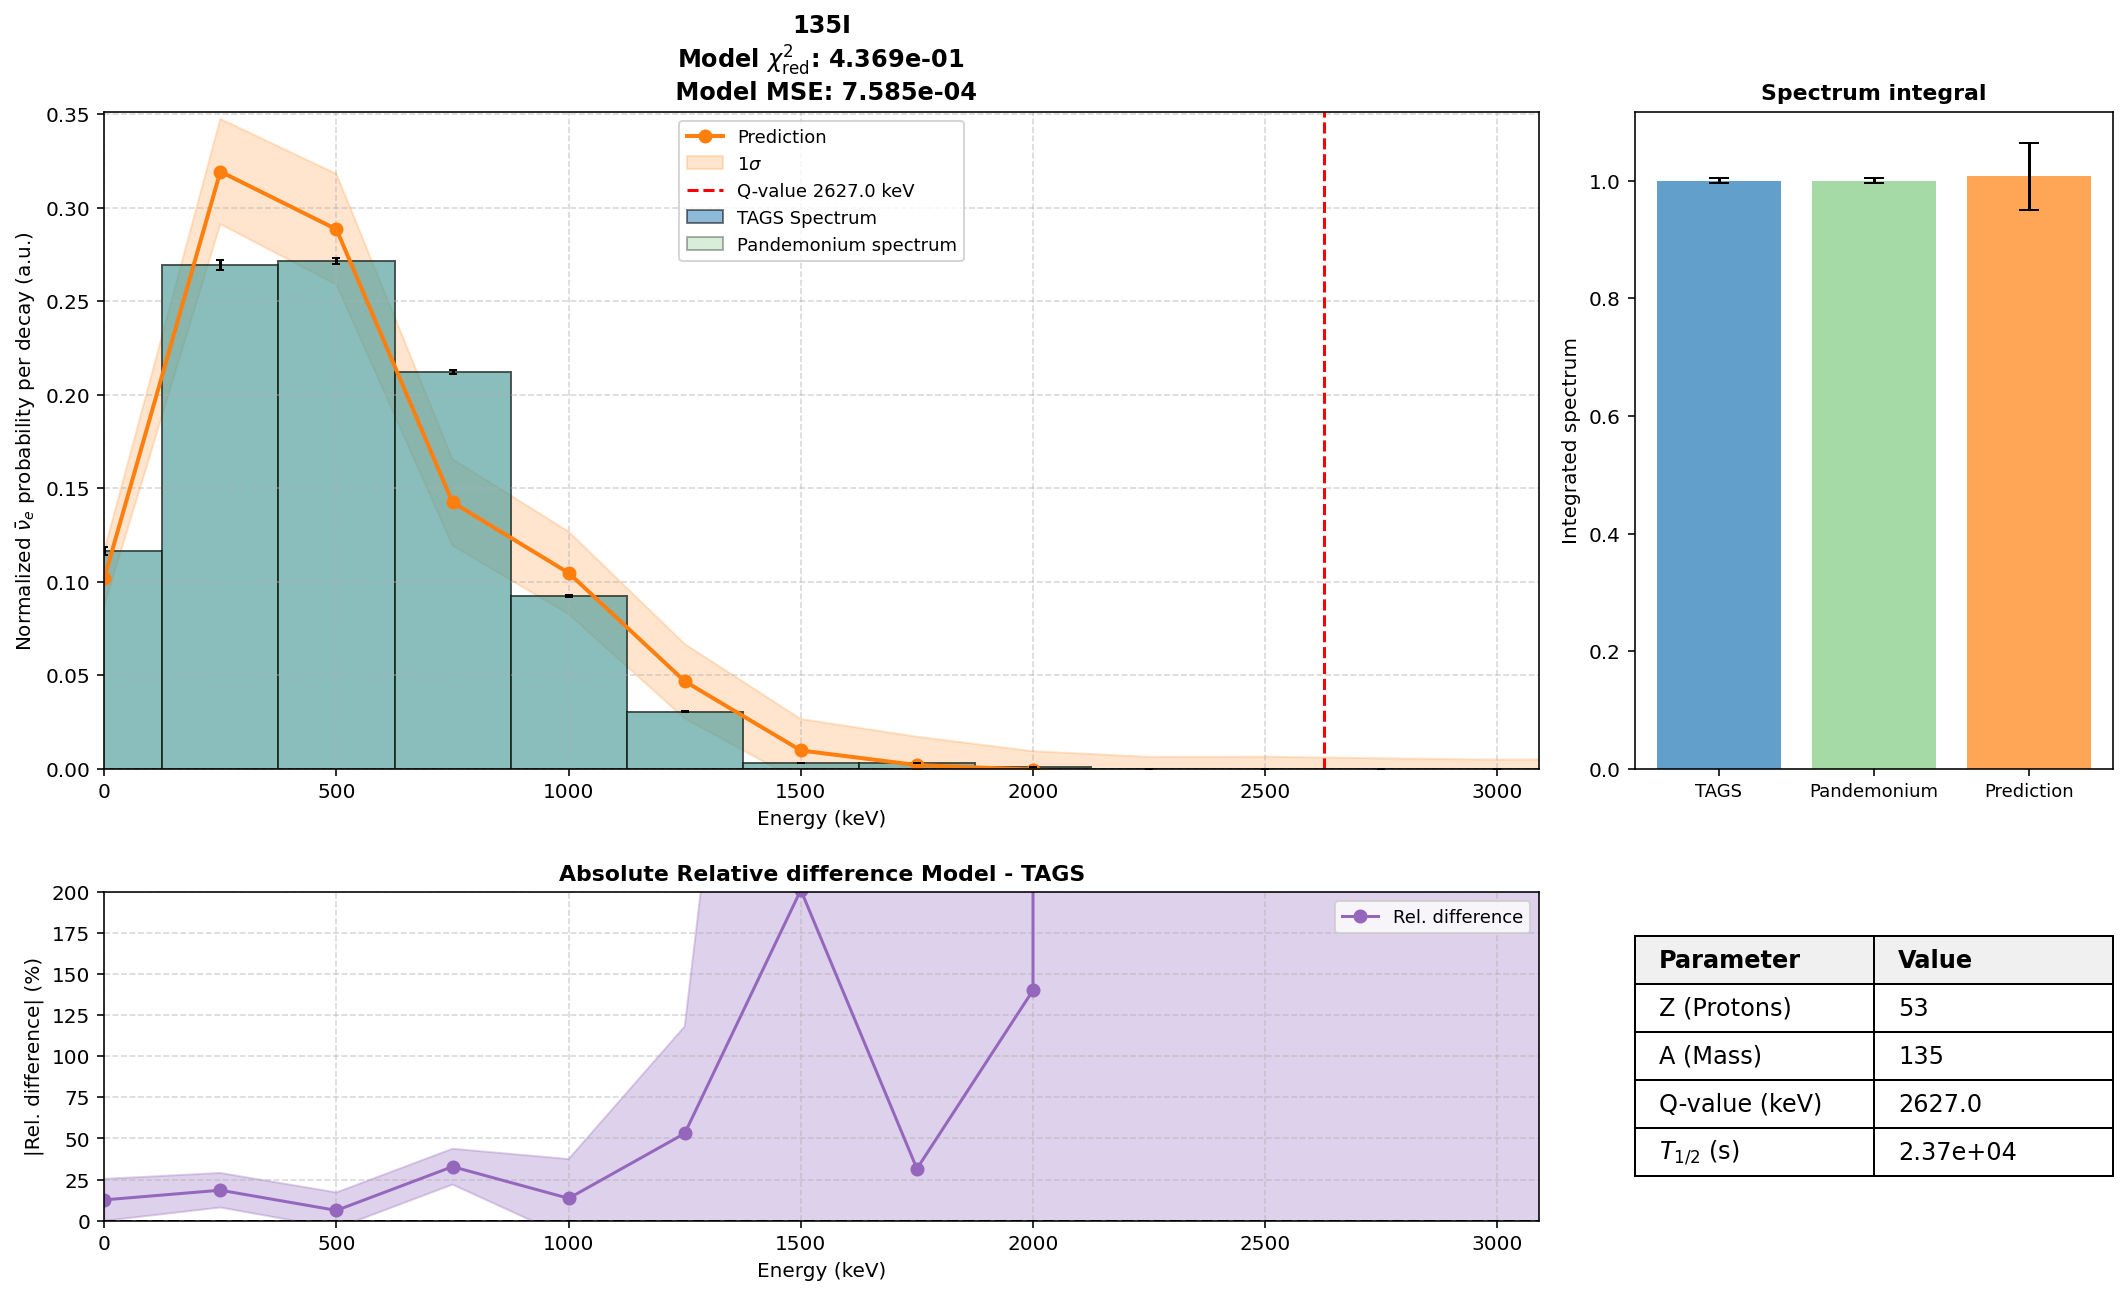 135I
Model χ²red: 4.369e-01
Model MSE: 7.585e-04
Normalized ν̄e probability per decay (a.u.)
0.35
0.30
0.25
0.20
0.15
0.10
0.05
0.00
Prediction
1σ
Q-value 2627.0 keV
TAGS Spectrum
Pandemonium spectrum
0 500 1000 1500 2000 2500 3000
Energy (keV)
Spectrum integral
Integrated spectrum
1.0
0.8
0.6
0.4
0.2
0.0
TAGS Pandemonium Prediction
Absolute Relative difference Model - TAGS
|Rel. difference| (%)
200
175
150
125
100
75
50
25
0
Rel. difference
0 500 1000 1500 2000 2500 3000
Energy (keV)
Parameter Value
Z (Protons) 53
A (Mass) 135
Q-value (keV) 2627.0
T1/2 (s) 2.37e+04